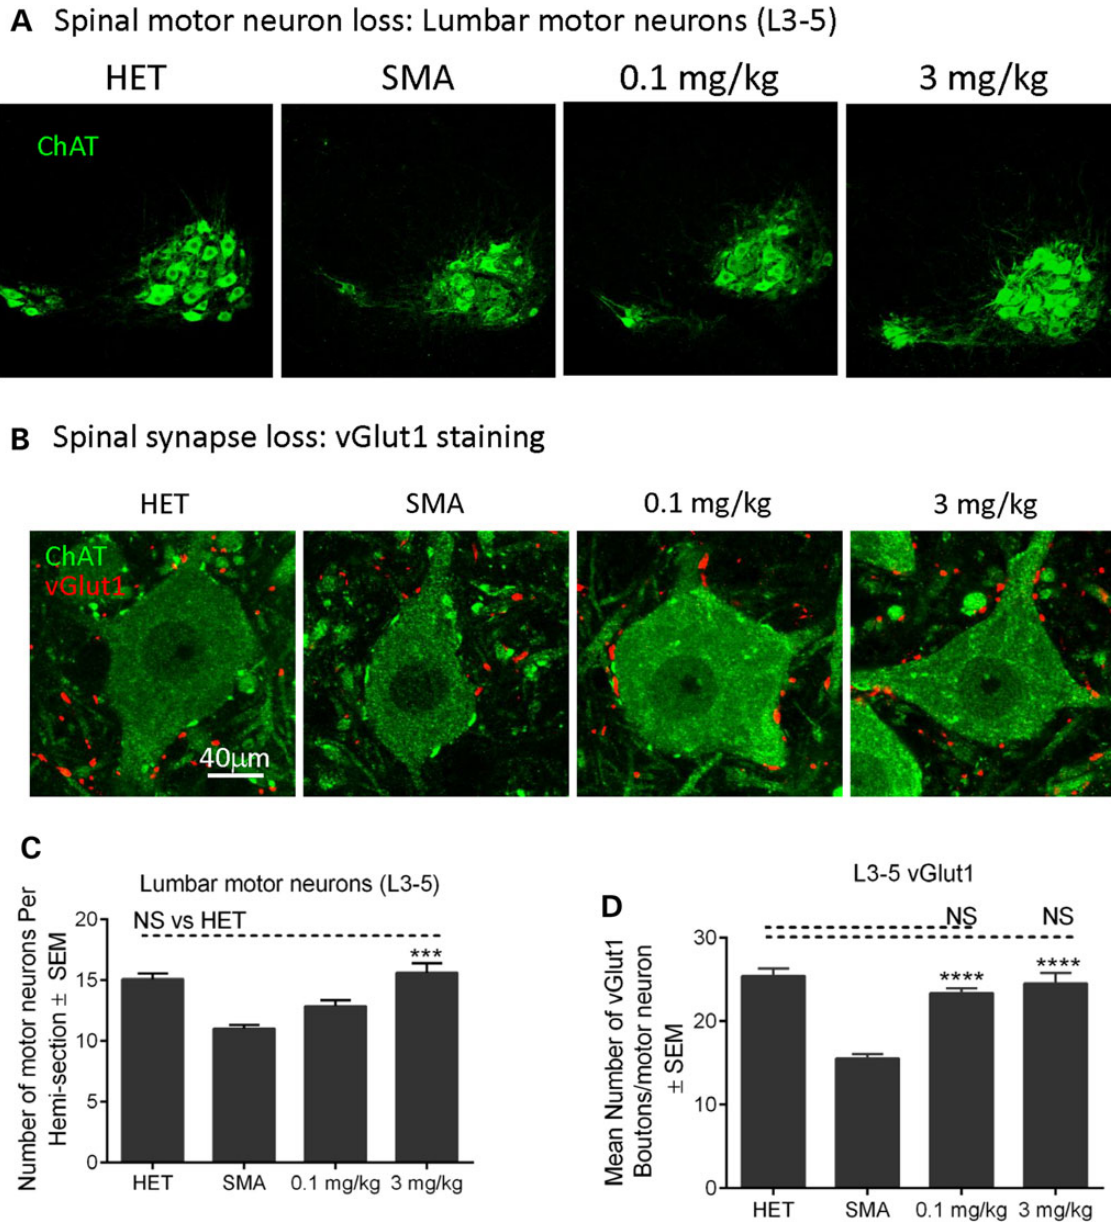 A Spinal motor neuron loss: Lumbar motor neurons (L3-5)
HET SMA 0.1 mg/kg 3 mg/kg
ChAT
B Spinal synapse loss: vGlut1 staining
HET SMA 0.1 mg/kg 3 mg/kg
ChAT
vGlut1
40μm
C
Lumbar motor neurons (L3-5)
NS vs HET
***
Number of motor neurons Per
Hemi-section ± SEM
20
15
10
5
0
HET SMA 0.1 mg/kg 3 mg/kg
D
L3-5 vGlut1
NS NS
**** ****
Mean Number of vGlut1
Boutons/motor neuron
± SEM
30
20
10
0
HET SMA 0.1 mg/kg 3 mg/kg